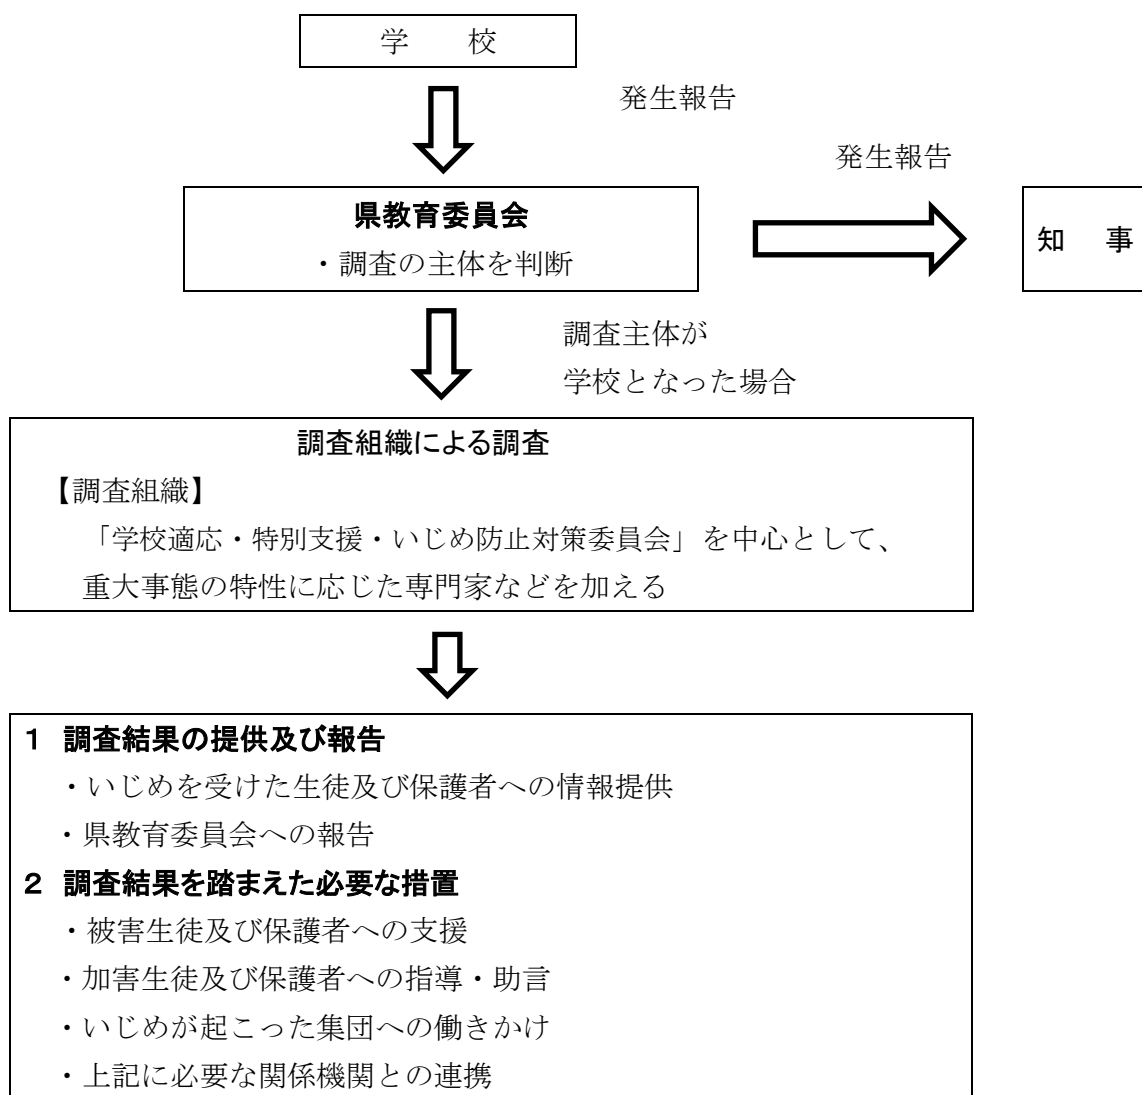 学　　校
発生報告
発生報告
県教育委員会
・調査の主体を判断
知　事
調査主体が
学校となった場合
調査組織による調査
【調査組織】
「学校適応・特別支援・いじめ防止対策委員会」を中心として、
重大事態の特性に応じた専門家などを加える
１　調査結果の提供及び報告
・いじめを受けた生徒及び保護者への情報提供
・県教育委員会への報告
２　調査結果を踏まえた必要な措置
・被害生徒及び保護者への支援
・加害生徒及び保護者への指導・助言
・いじめが起こった集団への働きかけ
・上記に必要な関係機関との連携